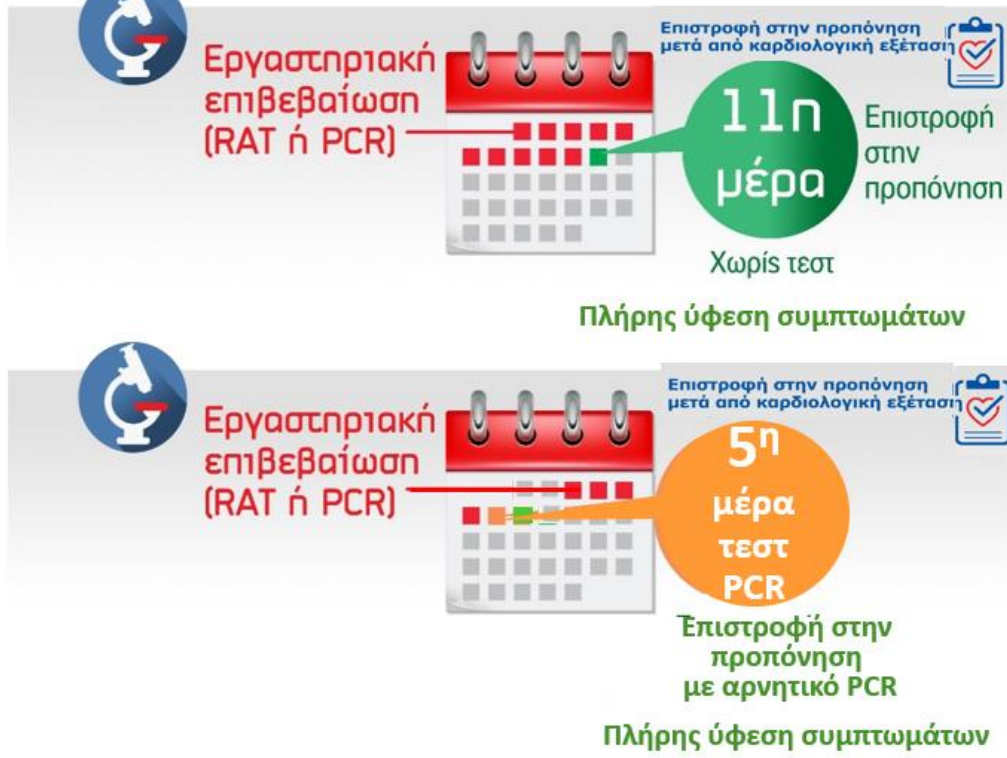 Επιστροφή στην προπόνηση
μετά από καρδιολογική εξέταση
Εργαστηριακή
επιβεβαίωση
(RAT ή PCR)
11η
μέρα
Επιστροφή
στην
προπόνηση
Χωρίς τεστ
Πλήρης ύφεση συμπτωμάτων
Επιστροφή στην προπόνηση
μετά από καρδιολογική εξέταση
Εργαστηριακή
επιβεβαίωση
(RAT ή PCR)
5η
μέρα
τεστ
PCR
Έπιστροφή στην
προπόνηση
με αρνητικό PCR
Πλήρης ύφεση συμπτωμάτων